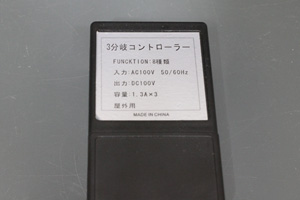 3分岐コントローラー
FUNCKTION:8種類
入力:AC100V 50/60Hz
出力:DC100V
容量:1.3A×3
屋外用
MADE IN CHINA